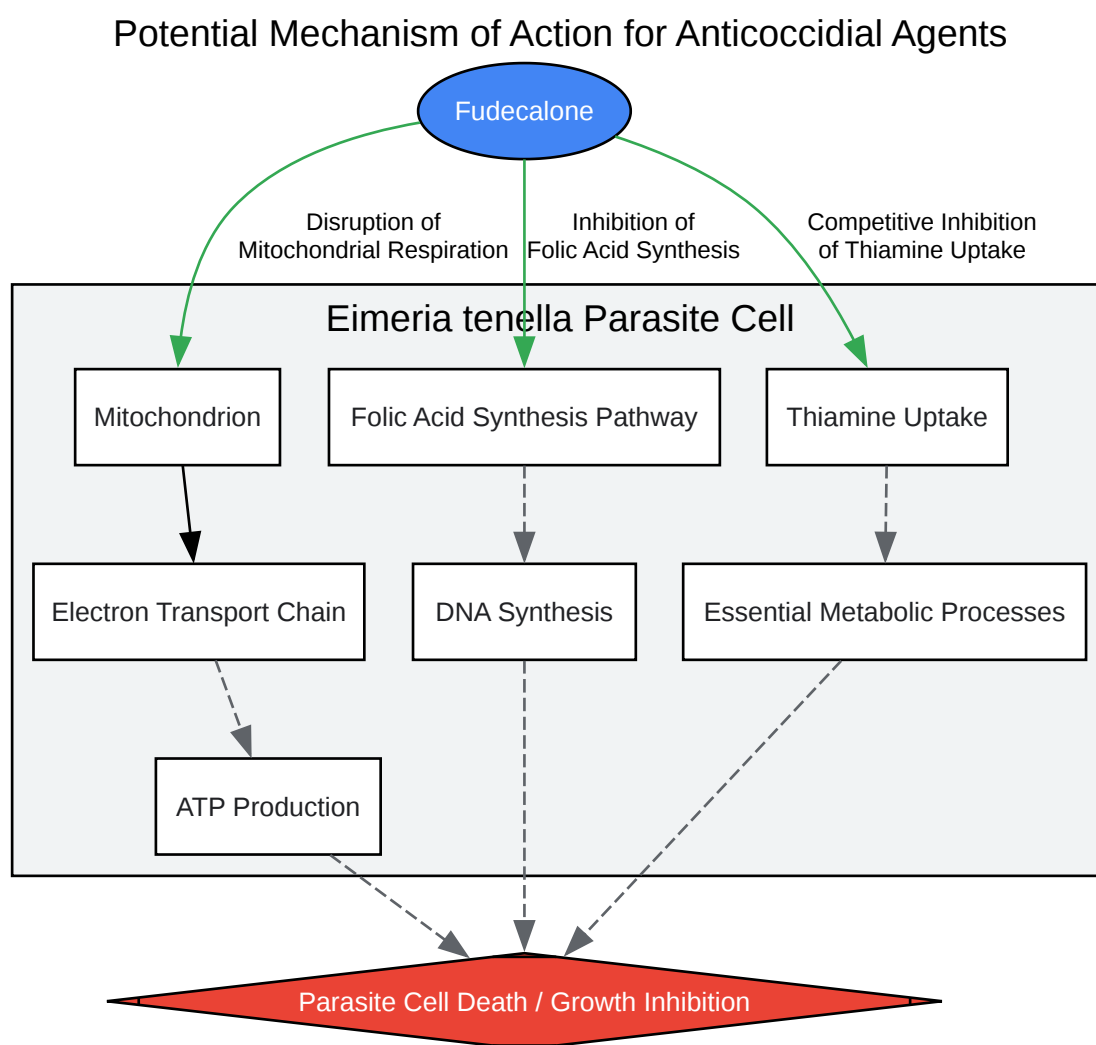 Potential Mechanism of Action for Anticoccidial Agents
Fudecalone
Disruption of
Mitochondrial Respiration
Inhibition of
Folic Acid Synthesis
Competitive Inhibition
of Thiamine Uptake
Eimeria tenella Parasite Cell
Mitochondrion
Folic Acid Synthesis Pathway
Thiamine Uptake
Electron Transport Chain
DNA Synthesis
Essential Metabolic Processes
ATP Production
Parasite Cell Death / Growth Inhibition